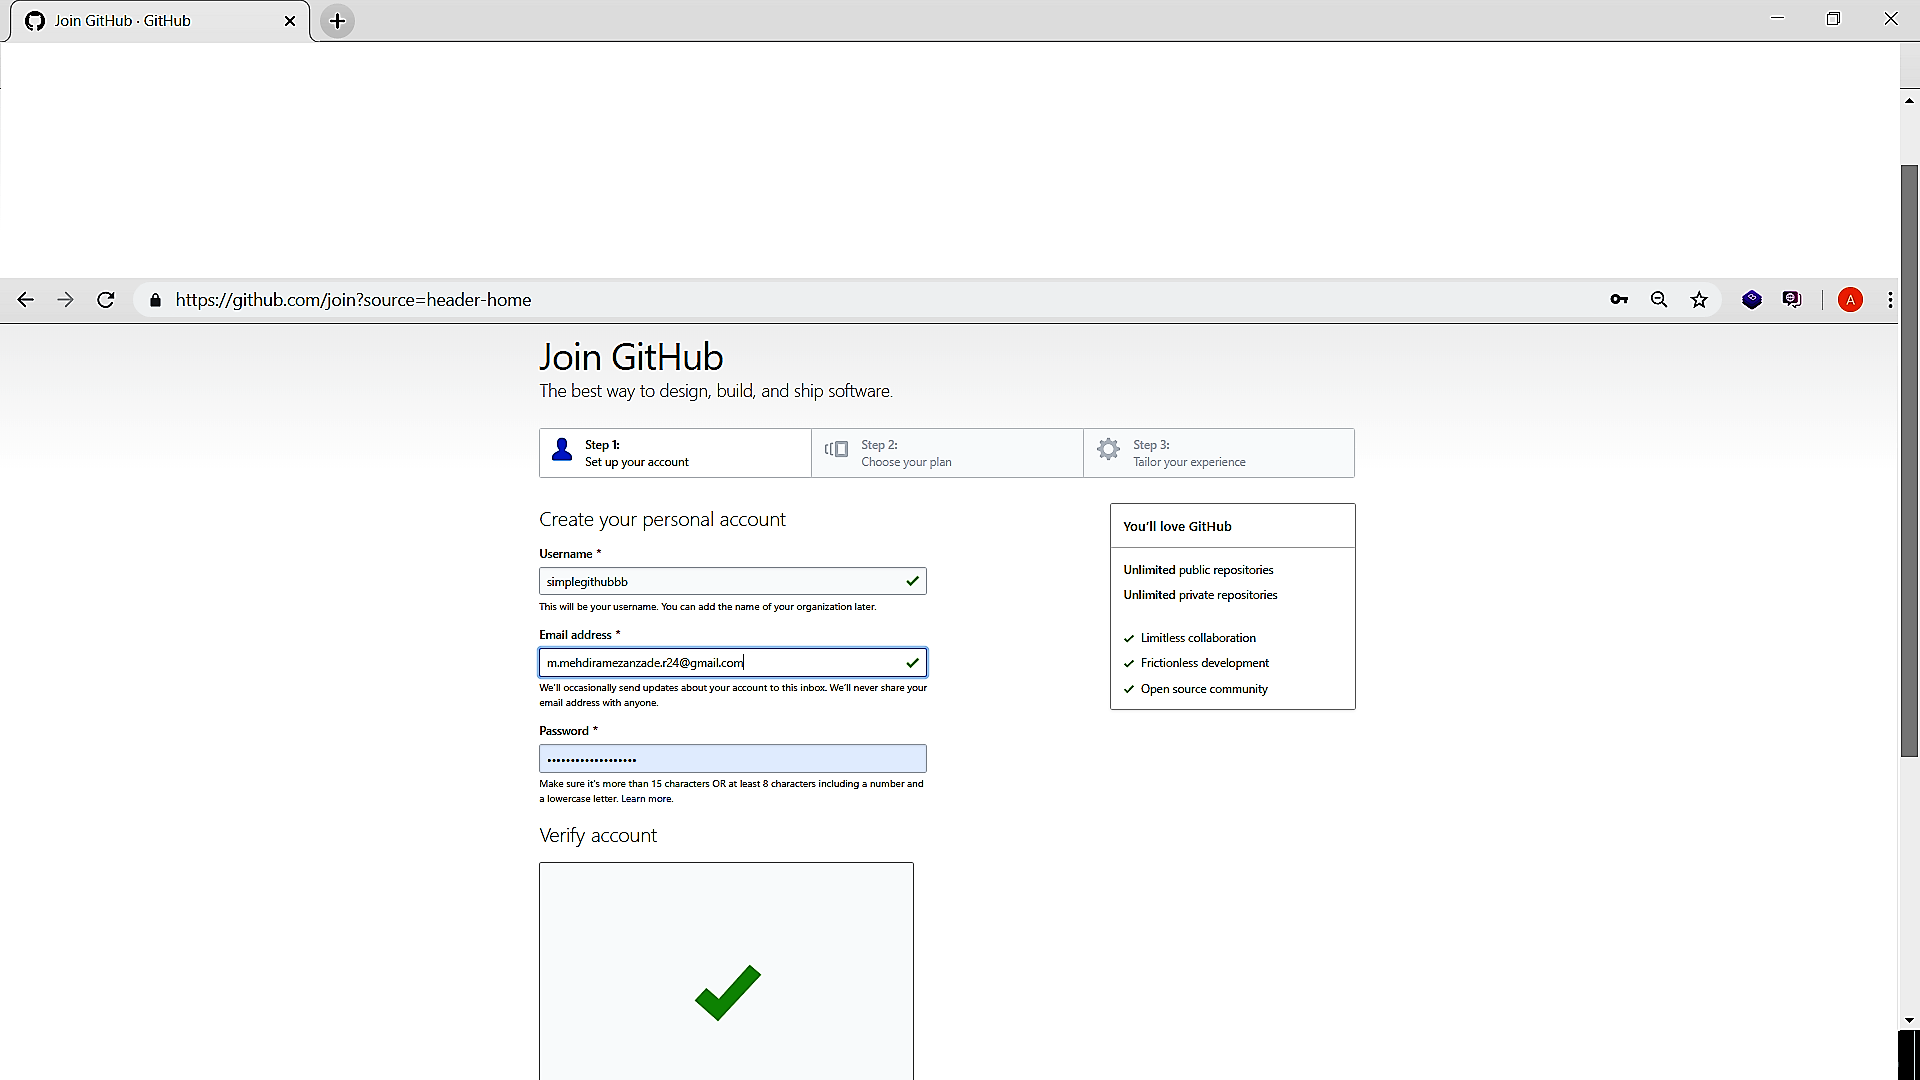 Join GitHub · GitHub
https://github.com/join?source=header-home
A
Join GitHub
The best way to design, build, and ship software.
Step 1:
Set up your account
Step 2:
Choose your plan
Step 3:
Tailor your experience
Create your personal account
Username *
simplegithubbb
This will be your username. You can add the name of your organization later.
Email address *
m.mehdiramezanzade.r24@gmail.com
We'll occasionally send updates about your account to this inbox. We'll never share your
email address with anyone.
Password *
Make sure it's more than 15 characters OR at least 8 characters including a number and
a lowercase letter. Learn more.
Verify account
You'll love GitHub
Unlimited public repositories
Unlimited private repositories
Limitless collaboration
Frictionless development
Open source community